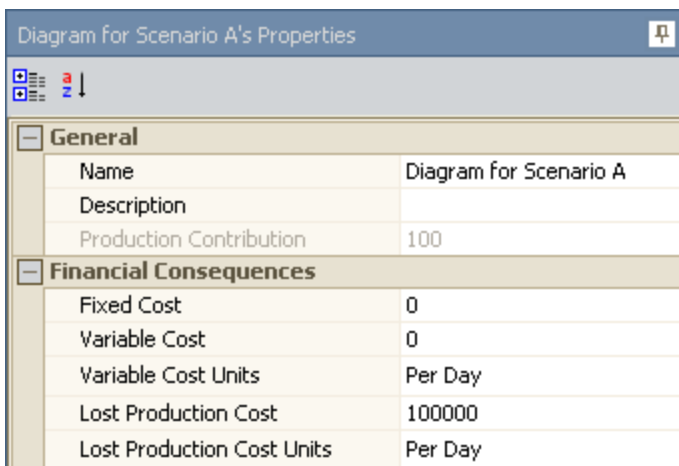 Diagram for Scenario A's Properties
a
z
General
Name Diagram for Scenario A
Description
Production Contribution 100
Financial Consequences
Fixed Cost 0
Variable Cost 0
Variable Cost Units Per Day
Lost Production Cost 100000
Lost Production Cost Units Per Day